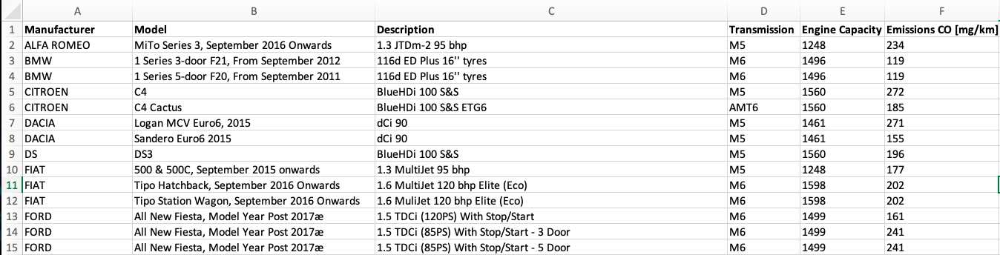 A B C D E F
1 Manufacturer Model Description Transmission Engine Capacity Emissions CO [mg/km]
2 ALFA ROMEO MiTo Series 3, September 2016 Onwards 1.3 JTDm-2 95 bhp M5 1248 234
3 BMW 1 Series 3-door F21, From September 2012 116d ED Plus 16'' tyres M6 1496 119
4 BMW 1 Series 5-door F20, From September 2011 116d ED Plus 16'' tyres M6 1496 119
5 CITROEN C4 BlueHDi 100 S&S M5 1560 272
6 CITROEN C4 Cactus BlueHDi 100 S&S ETG6 AMT6 1560 185
7 DACIA Logan MCV Euro6, 2015 dCi 90 M5 1461 271
8 DACIA Sandero Euro6 2015 dCi 90 M5 1461 155
9 DS DS3 BlueHDi 100 S&S M5 1560 196
10 FIAT 500 & 500C, September 2015 onwards 1.3 MultiJet 95 bhp M5 1248 177
11 FIAT Tipo Hatchback, September 2016 Onwards 1.6 MultiJet 120 bhp Elite (Eco) M6 1598 202
12 FIAT Tipo Station Wagon, September 2016 Onwards 1.6 MuliJet 120 bhp Elite (Eco) M6 1598 202
13 FORD All New Fiesta, Model Year Post 2017æ 1.5 TDCi (120PS) With Stop/Start M6 1499 161
14 FORD All New Fiesta, Model Year Post 2017æ 1.5 TDCi (85PS) With Stop/Start - 3 Door M6 1499 241
15 FORD All New Fiesta, Model Year Post 2017æ 1.5 TDCi (85PS) With Stop/Start - 5 Door M6 1499 241